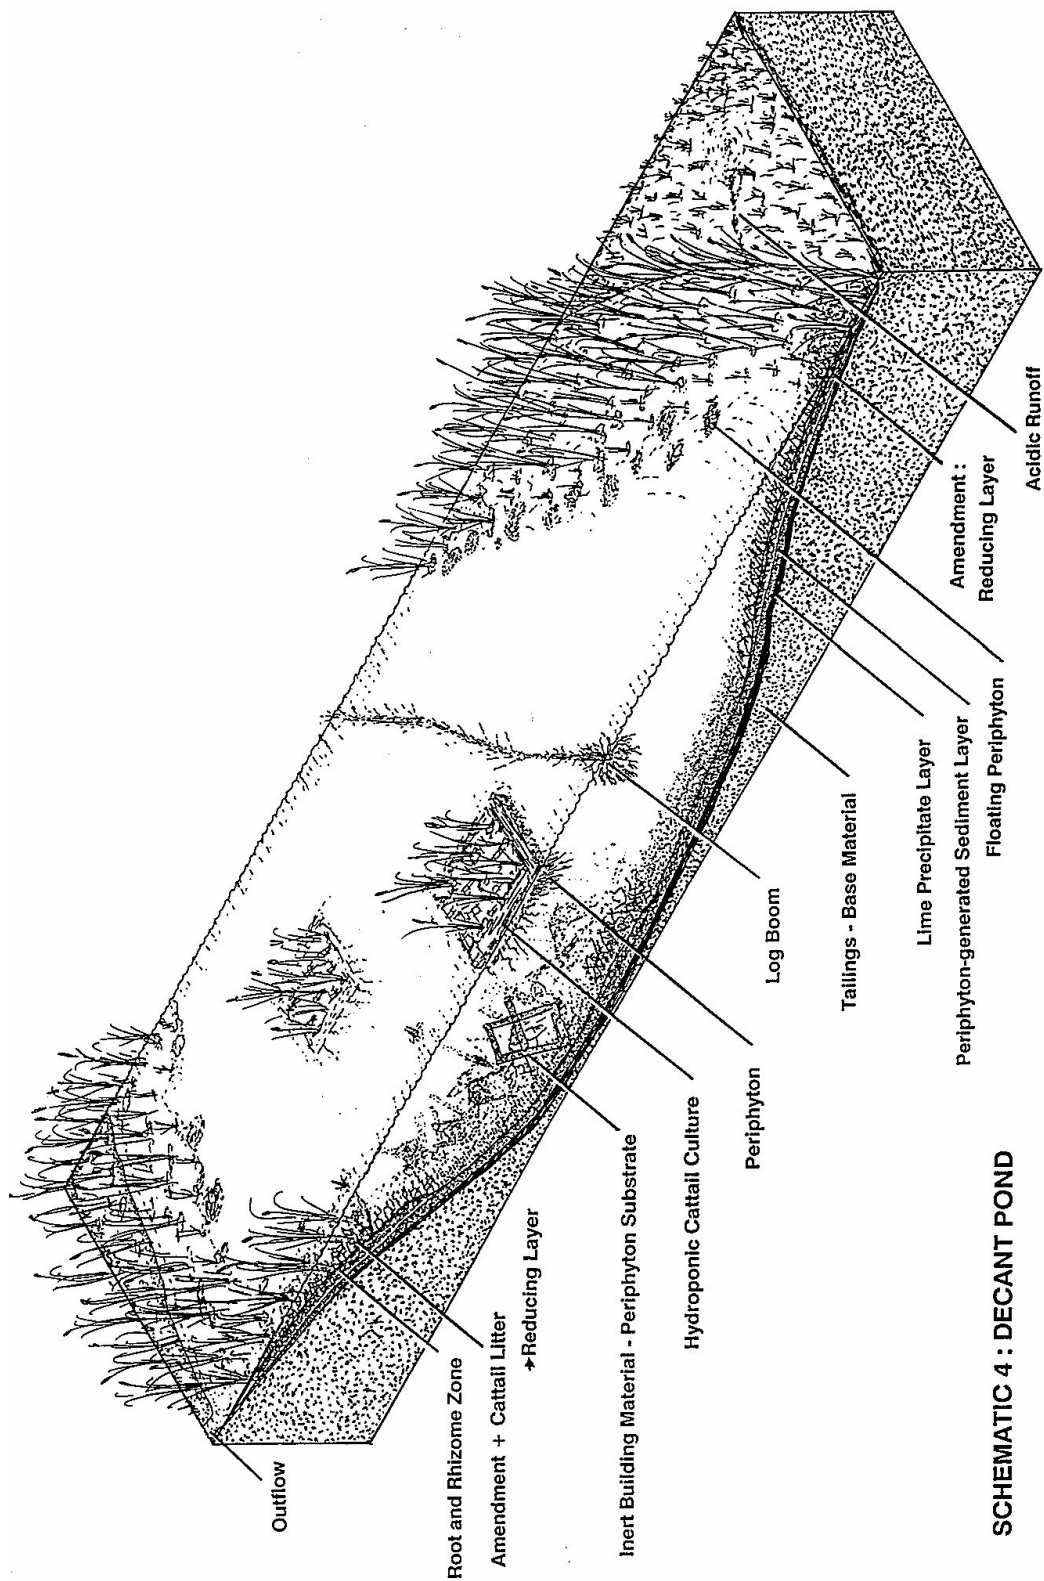 Outflow
Root and Rhizome Zone
Amendment + Cattail Litter
→Reducing Layer
Inert Building Material - Periphyton Substrate
Hydroponic Cattail Culture
Periphyton
Log Boom
Tailings - Base Material
Lime Precipitate Layer
Periphyton-generated Sediment Layer
Floating Periphyton
Amendment :
Reducing Layer
Acidic Runoff
SCHEMATIC 4 : DECANT POND